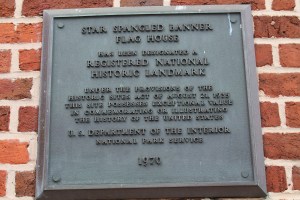 STAR SPANGLED BANNER
FLAG HOUSE
HAS BEEN DESIGNATED A
REGISTERED NATIONAL
HISTORIC LANDMARK
UNDER THE PROVISIONS OF THE
HISTORIC SITES ACT OF AUGUST 21, 1935
THIS SITE POSSESSES EXCEPTIONAL VALUE
IN COMMEMORATING OR ILLUSTRATING
THE HISTORY OF THE UNITED STATES
U. S. DEPARTMENT OF THE INTERIOR
NATIONAL PARK SERVICE
1970